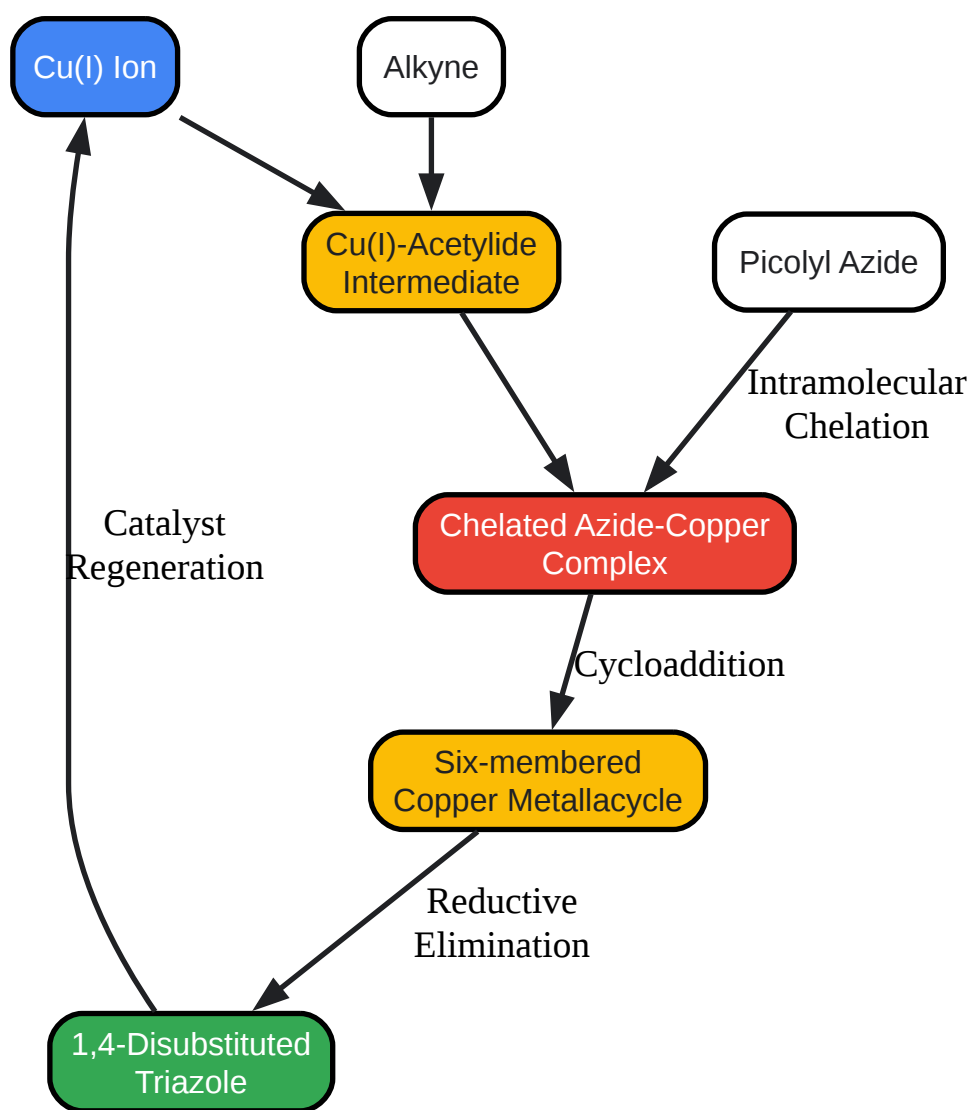 Cu(I) Ion
Alkyne
Cu(I)-Acetylide
Intermediate
Picolyl Azide
Intramolecular
Chelation
Chelated Azide-Copper
Complex
Catalyst
Regeneration
Cycloaddition
Six-membered
Copper Metallacycle
Reductive
Elimination
1,4-Disubstituted
Triazole